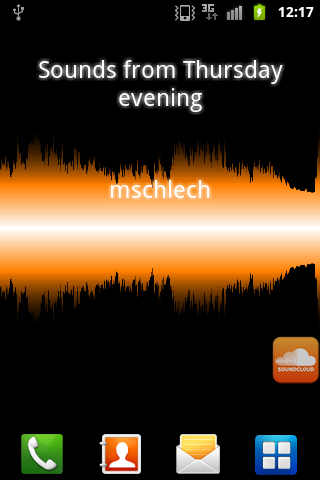 3G 12:17
Sounds from Thursday
evening
mschlech
SOUNDCLOUD